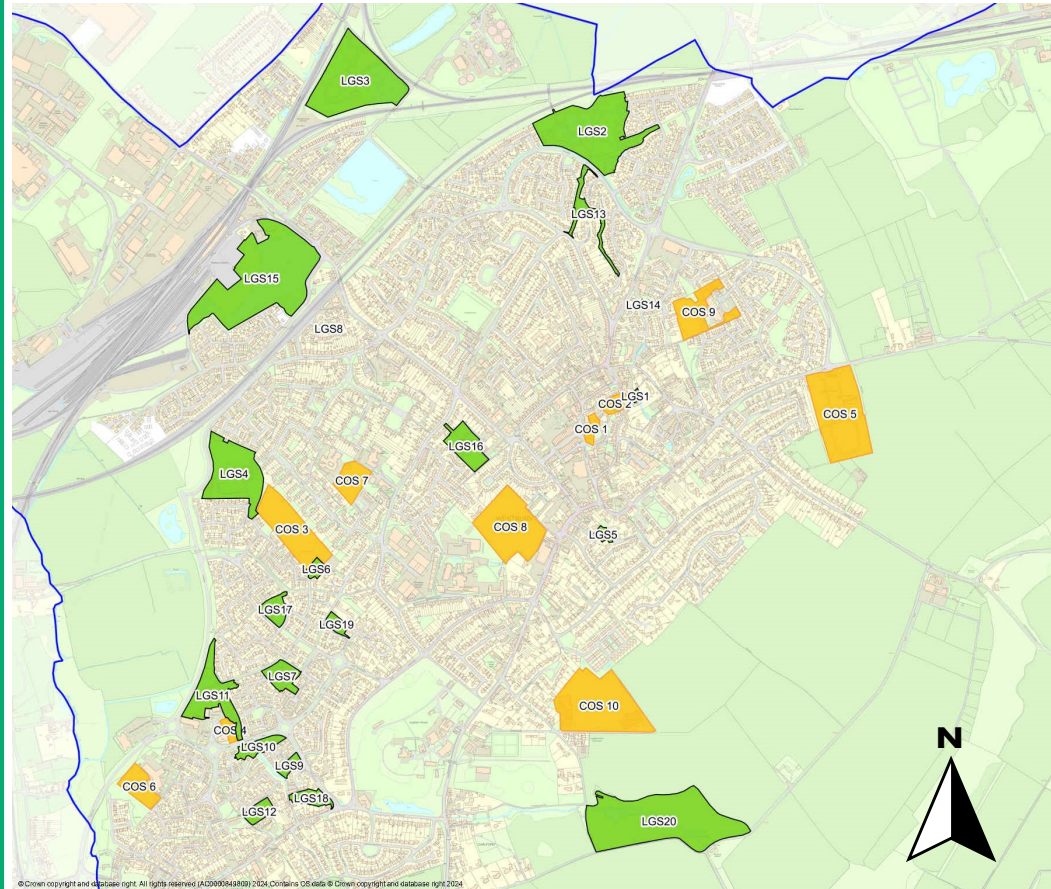 LGS3
LGS2
LGS13
LGS15
LGS14
COS 9
LGS8
LGS1
COS 2
COS 5
COS 1
LGS16
LGS4
COS 7
COS 3
COS 8
LGS5
LGS6
LGS17
LGS19
LGS7
LGS11
COS 10
COS 4
N
LGS10
LGS9
COS 6
LGS18
LGS12
LGS20
© Crown copyright and database right. All rights reserved (AC0000849809) 2024,Contains OS data © Crown copyright and database right 2024